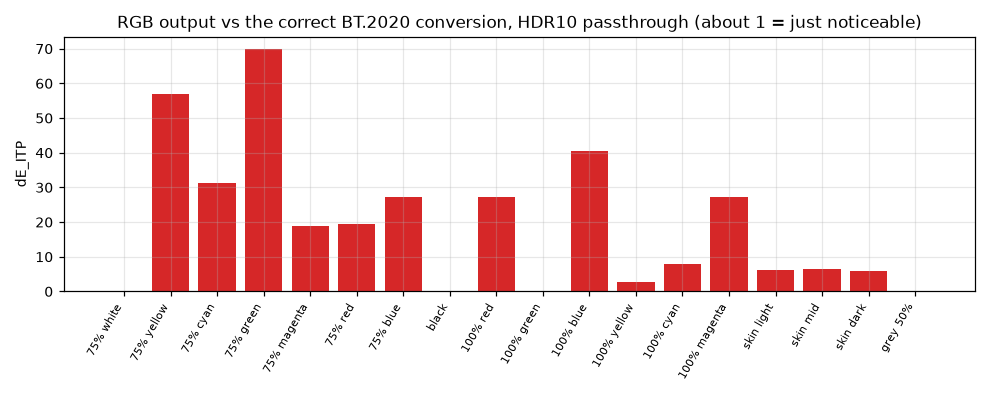 RGB output vs the correct BT.2020 conversion, HDR10 passthrough (about 1 = just noticeable)
dE_ITP
70
60
50
40
30
20
10
0
75% white
75% yellow
75% cyan
75% green
75% magenta
75% red
75% blue
black
100% red
100% green
100% blue
100% yellow
100% cyan
100% magenta
skin light
skin mid
skin dark
grey 50%